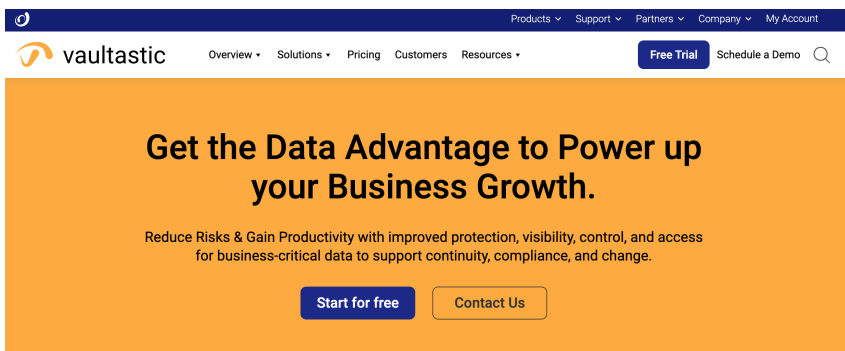 Products Support Partners Company My Account
vaultastic Overview Solutions Pricing Customers Resources Free Trial Schedule a Demo
Get the Data Advantage to Power up
your Business Growth.
Reduce Risks & Gain Productivity with improved protection, visibility, control, and access
for business-critical data to support continuity, compliance, and change.
Start for free Contact Us